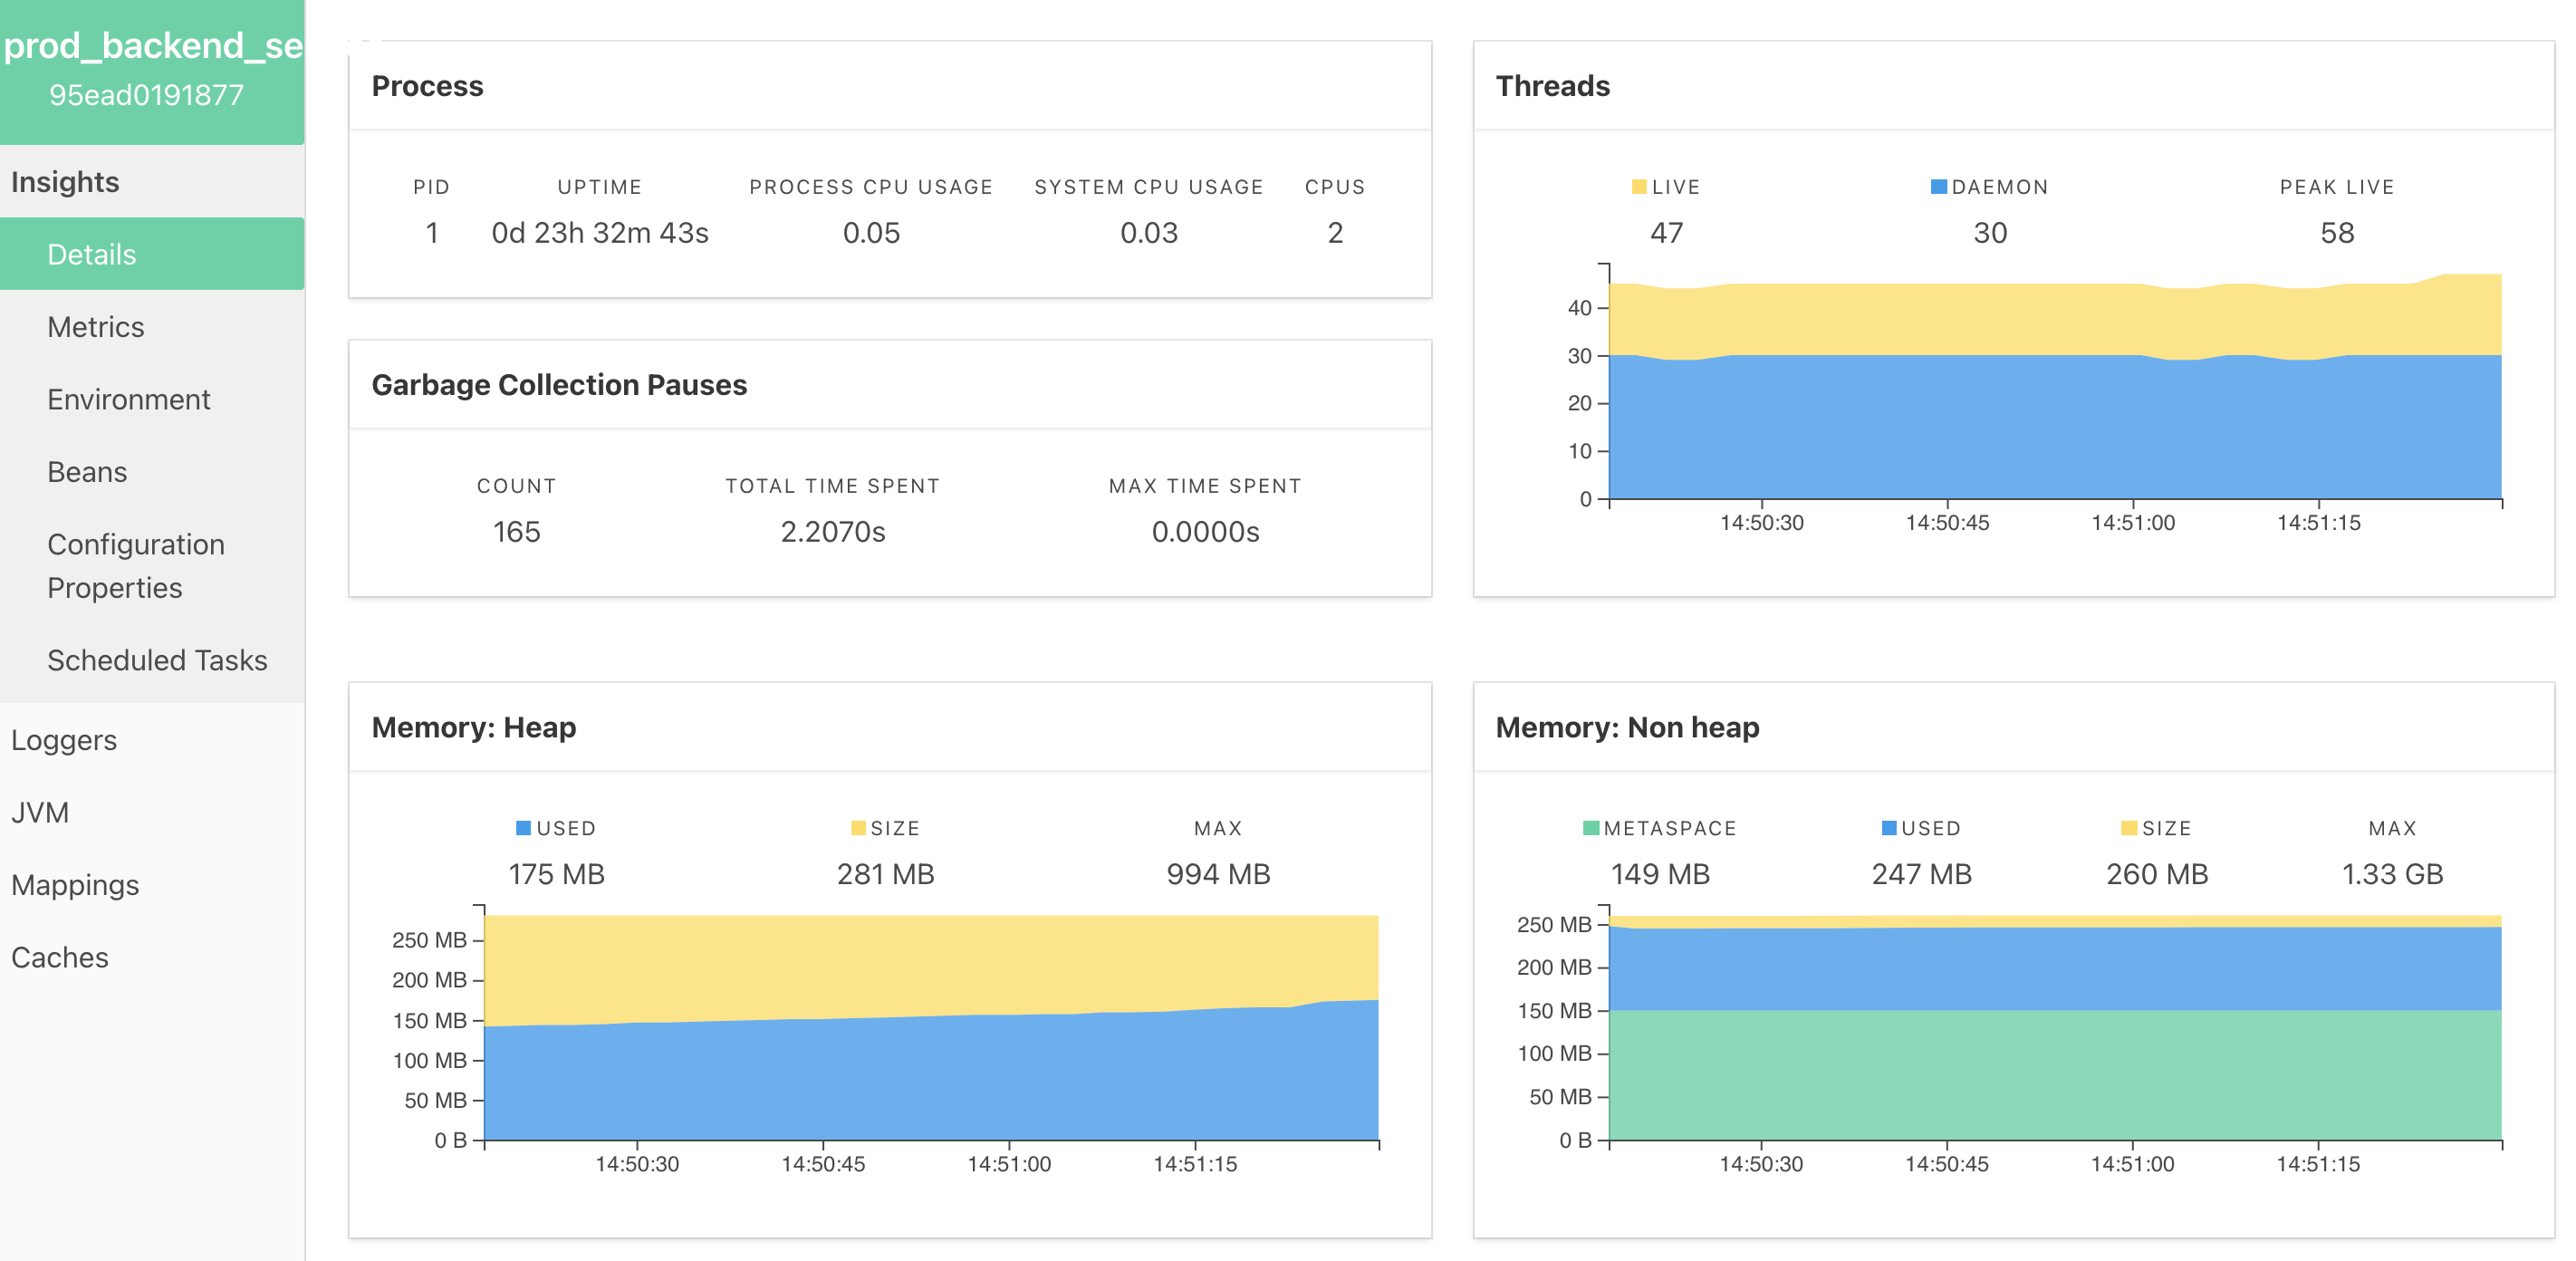 prod_backend_se
95ead0191877
Insights
Details
Metrics
Environment
Beans
Configuration
Properties
Scheduled Tasks
Loggers
JVM
Mappings
Caches
Process
PID UPTIME PROCESS CPU USAGE SYSTEM CPU USAGE CPUS
1 0d 23h 32m 43s 0.05 0.03 2
Garbage Collection Pauses
COUNT TOTAL TIME SPENT MAX TIME SPENT
165 2.2070s 0.0000s
Threads
LIVE DAEMON PEAK LIVE
47 30 58
40
30
20
10
0
14:50:30 14:50:45 14:51:00 14:51:15
Memory: Heap
USED SIZE MAX
175 MB 281 MB 994 MB
250 MB
200 MB
150 MB
100 MB
50 MB
0 B
14:50:30 14:50:45 14:51:00 14:51:15
Memory: Non heap
METASPACE USED SIZE MAX
149 MB 247 MB 260 MB 1.33 GB
250 MB
200 MB
150 MB
100 MB
50 MB
0 B
14:50:30 14:50:45 14:51:00 14:51:15